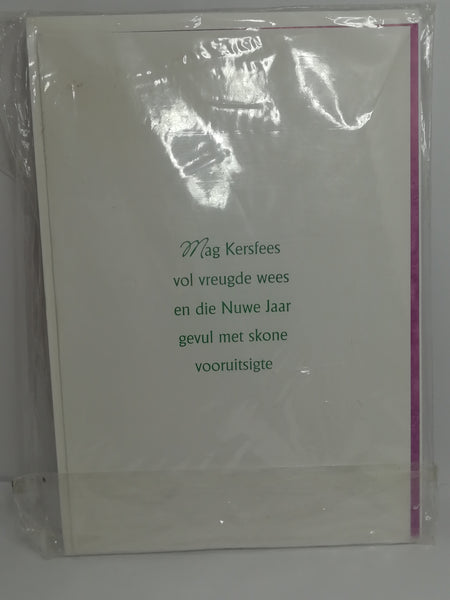 Mag Kersfees
vol vreugde wees
en die Nuwe Jaar
gevul met skone
vooruitsigte